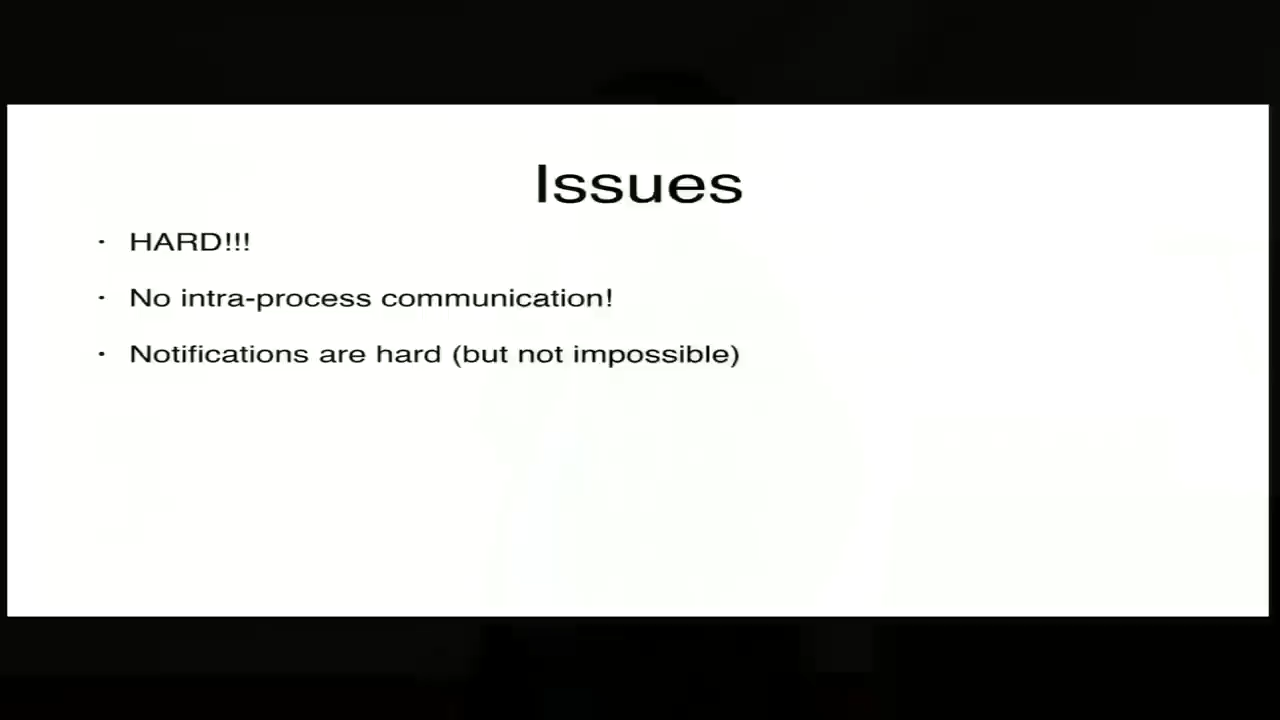 Issues
· HARD!!!
· No intra-process communication!
· Notifications are hard (but not impossible)